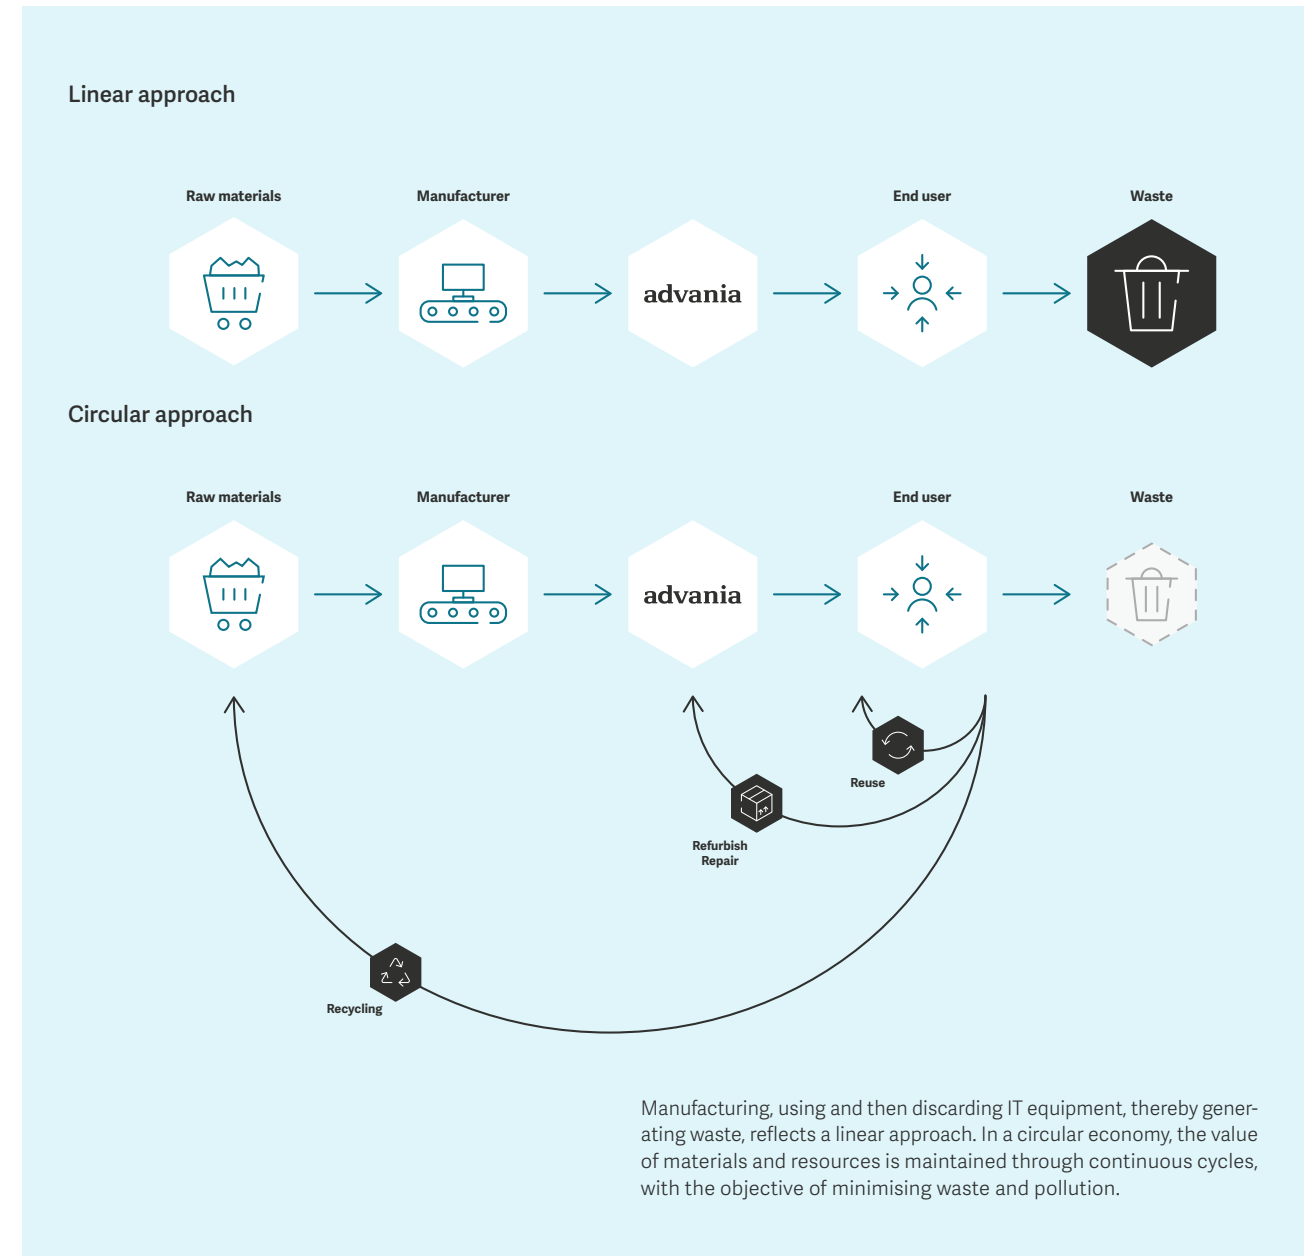 Linear approach
Raw materials
Manufacturer
End user
Waste
advania
Circular approach
Raw materials
Manufacturer
End user
Waste
advania
Reuse
Refurbish
Repair
Recycling
Manufacturing, using and then discarding IT equipment, thereby gener-
ating waste, reflects a linear approach. In a circular economy, the value
of materials and resources is maintained through continuous cycles,
with the objective of minimising waste and pollution.